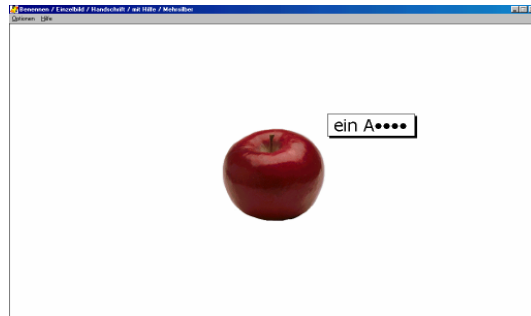 Benennen / Einzelbild / Handschrift / mit Hilfe / Mehrsilber
Optionen Hilfe
ein A••••